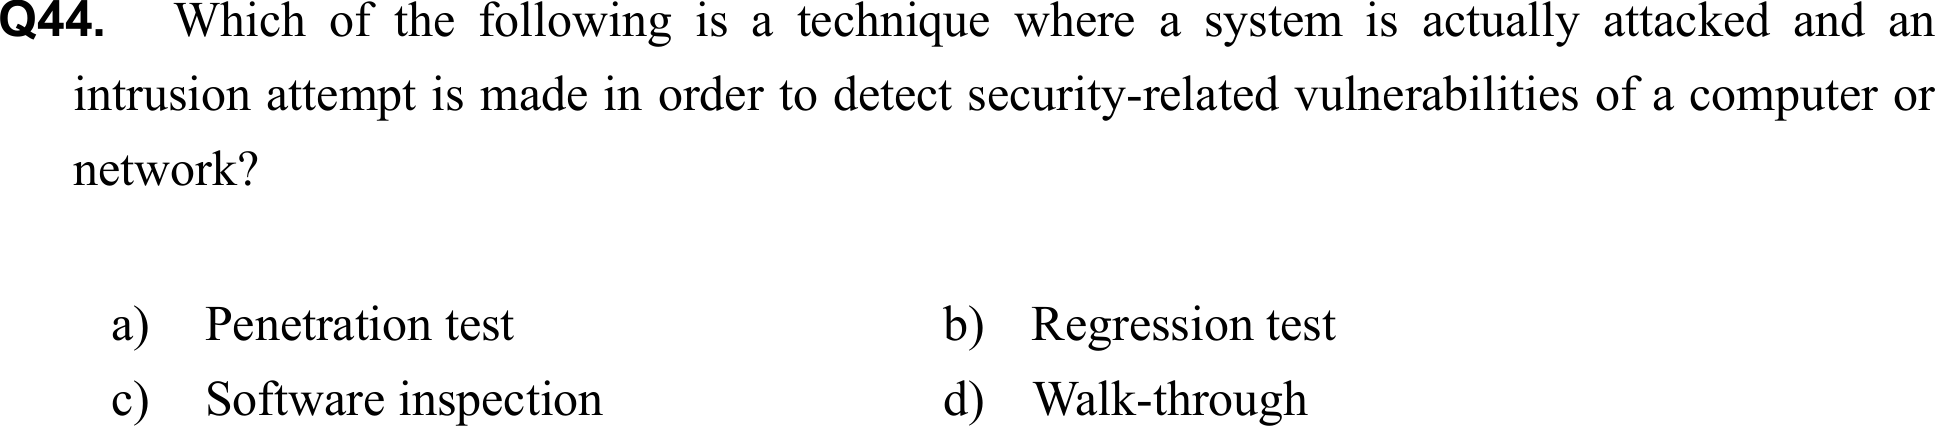 Q44. Which of the following is a technique where a system is actually attacked and an
intrusion attempt is made in order to detect security-related vulnerabilities of a computer or
network?
a) Penetration test b) Regression test
c) Software inspection d) Walk-through